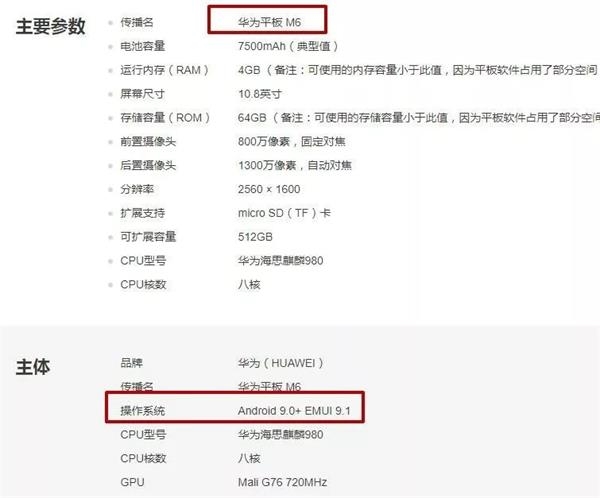 主要参数
传播名 华为平板 M6
电池容量 7500mAh（典型值）
运行内存（RAM） 4GB（备注：可使用的内存容量小于此值，因为平板软件占用了部分空间
屏幕尺寸 10.8英寸
存储容量（ROM） 64GB（备注：可使用的存储容量小于此值，因为平板软件占用了部分空间
前置摄像头 800万像素，固定对焦
后置摄像头 1300万像素，自动对焦
分辨率 2560 × 1600
扩展支持 micro SD（TF）卡
可扩展容量 512GB
CPU型号 华为海思麒麟980
CPU核数 八核
主体
品牌 华为（HUAWEI）
传播名 华为平板 M6
操作系统 Android 9.0+ EMUI 9.1
CPU型号 华为海思麒麟980
CPU核数 八核
GPU Mali G76 720MHz